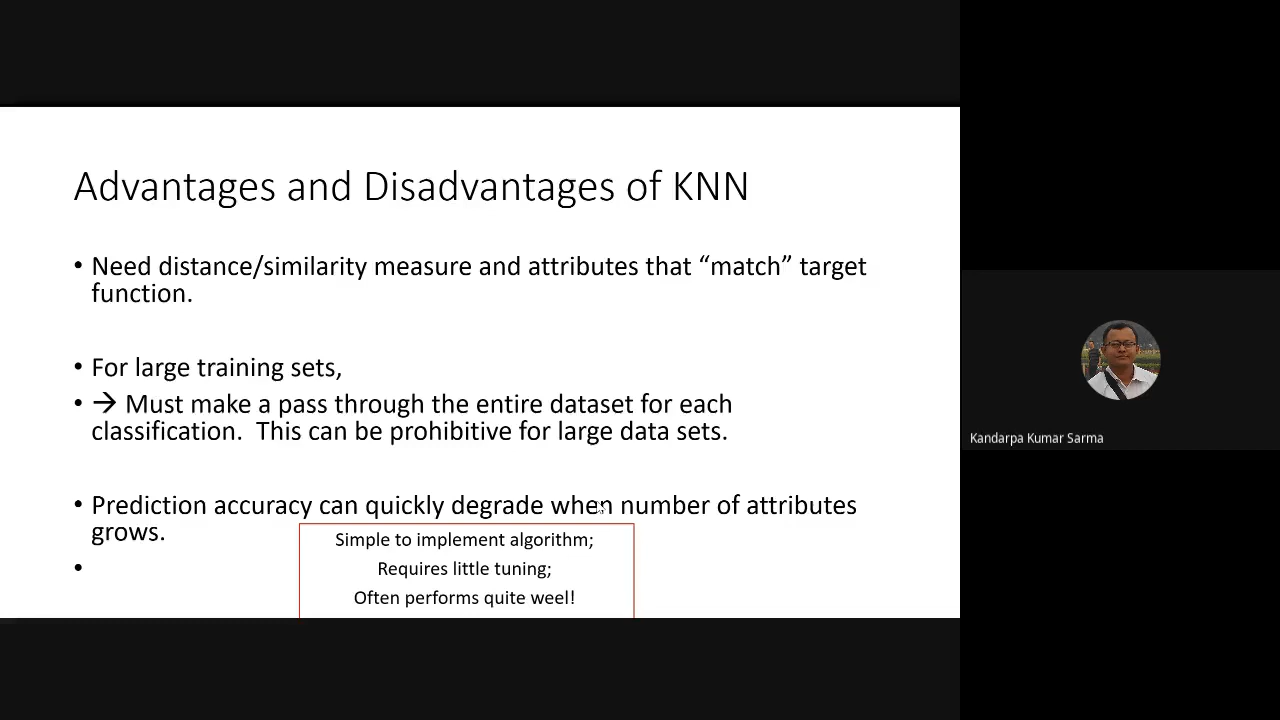 Advantages and Disadvantages of KNN
• Need distance/similarity measure and attributes that “match” target
function.
• For large training sets,
• → Must make a pass through the entire dataset for each
classification.  This can be prohibitive for large data sets.
• Prediction accuracy can quickly degrade when number of attributes
grows.
•
Simple to implement algorithm;
Requires little tuning;
Often performs quite weel!
Kandarpa Kumar Sarma